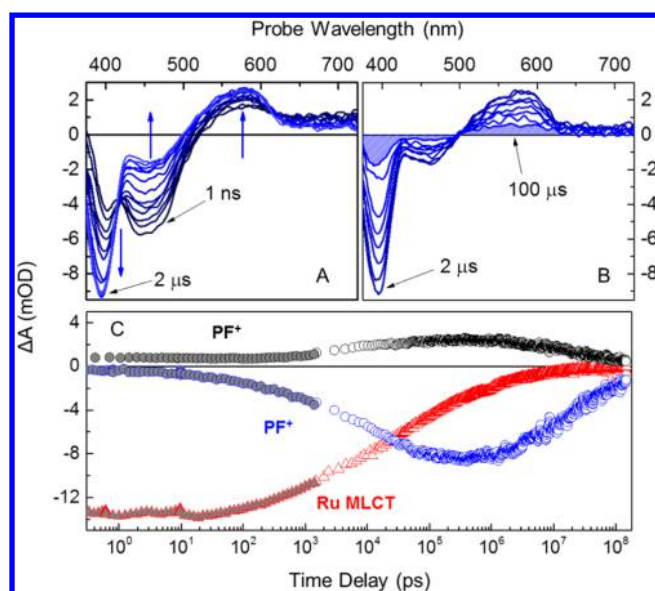 Probe Wavelength (nm)
400 500 600 700 400 500 600 700
2
0
-2
-4
-6
-8
2
0
-2
-4
-6
-8
1 ns
2 μs
A
100 μs
2 μs
B
ΔA (mOD)
4
0
-4
-8
-12
C
PF⁺
PF⁺
Ru MLCT
10⁰ 10¹ 10² 10³ 10⁴ 10⁵ 10⁶ 10⁷ 10⁸
Time Delay (ps)